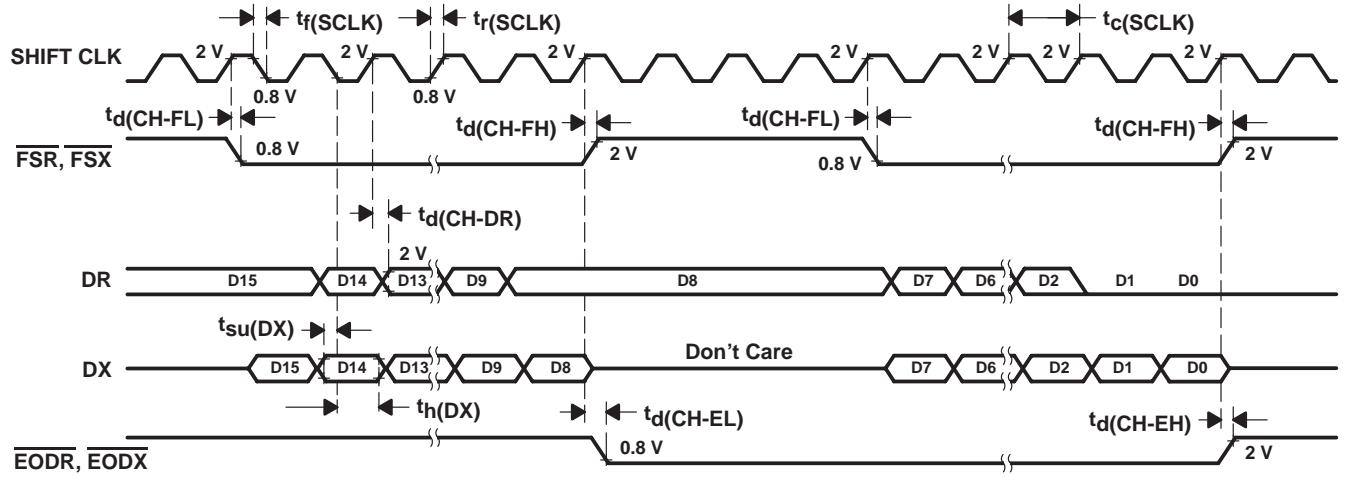 tf(SCLK) tr(SCLK) tc(SCLK)
SHIFT CLK 2 V 2 V 2 V 2 V 2 V 2 V 2 V 2 V
0.8 V 0.8 V
td(CH-FL) td(CH-FH) td(CH-FL) td(CH-FH)
FSR, FSX 0.8 V 2 V 0.8 V 2 V
td(CH-DR)
2 V
DR D15 D14 D13 D9 D8 D7 D6 D2 D1 D0
tsu(DX)
Don't Care
DX D15 D14 D13 D9 D8 D7 D6 D2 D1 D0
th(DX) td(CH-EL) td(CH-EH)
EODR, EODX 0.8 V 2 V